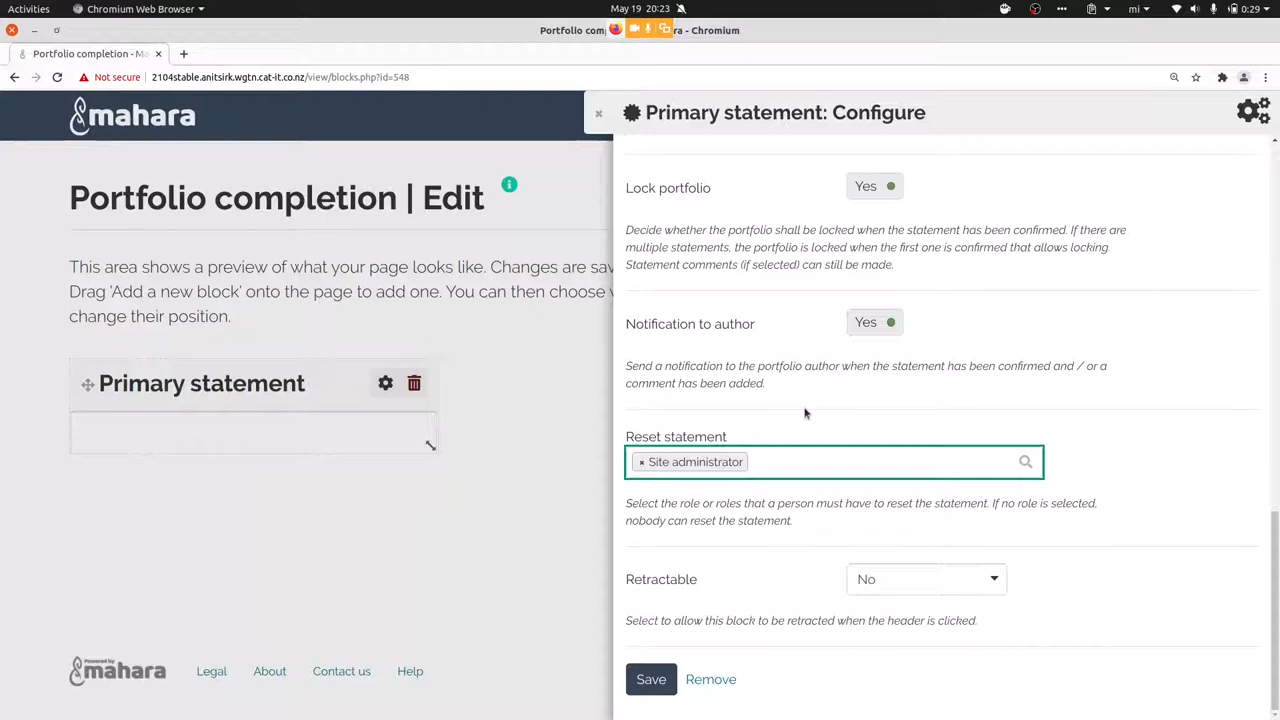 Activities
Chromium Web Browser
May 19 20:23
mi
0:29
Portfolio com
ra - Chromium
Portfolio completion - Ma
Not secure
2104stable.anitsirk.wgtn.cat-it.co.nz/view/blocks.php?id=548
mahara
Primary statement: Configure
Portfolio completion | Edit
This area shows a preview of what your page looks like. Changes are sav
Drag 'Add a new block' onto the page to add one. You can then choose
change their position.
Primary statement
Lock portfolio
Yes
Decide whether the portfolio shall be locked when the statement has been confirmed. If there are
multiple statements, the portfolio is locked when the first one is confirmed that allows locking.
Statement comments (if selected) can still be made.
Notification to author
Yes
Send a notification to the portfolio author when the statement has been confirmed and / or a
comment has been added.
Reset statement
× Site administrator
Select the role or roles that a person must have to reset the statement. If no role is selected,
nobody can reset the statement.
Retractable
No
Select to allow this block to be retracted when the header is clicked.
Save
Remove
Powered by
mahara
Legal
About
Contact us
Help